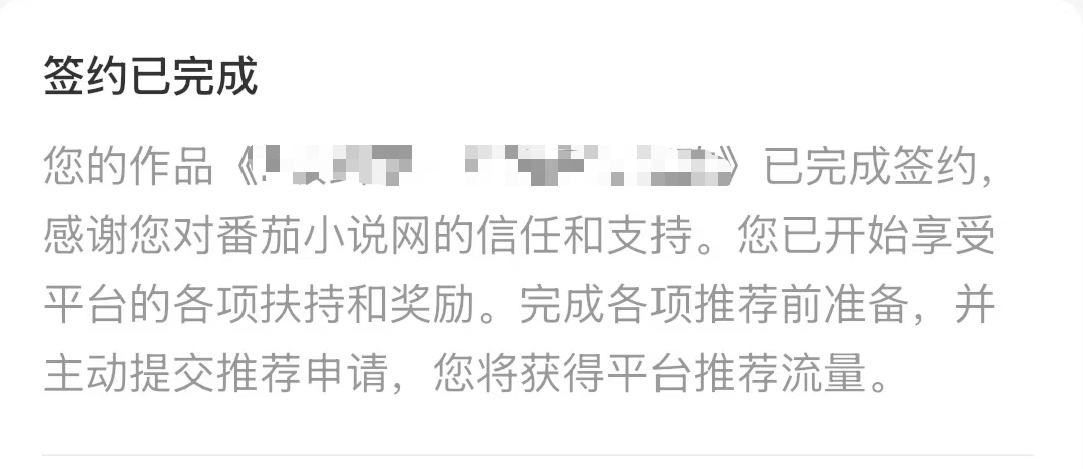 签约已完成
您的作品《》已完成签约,
感谢您对番茄小说网的信任和支持。您已开始享受
平台的各项扶持和奖励。完成各项推荐前准备，并
主动提交推荐申请，您将获得平台推荐流量。